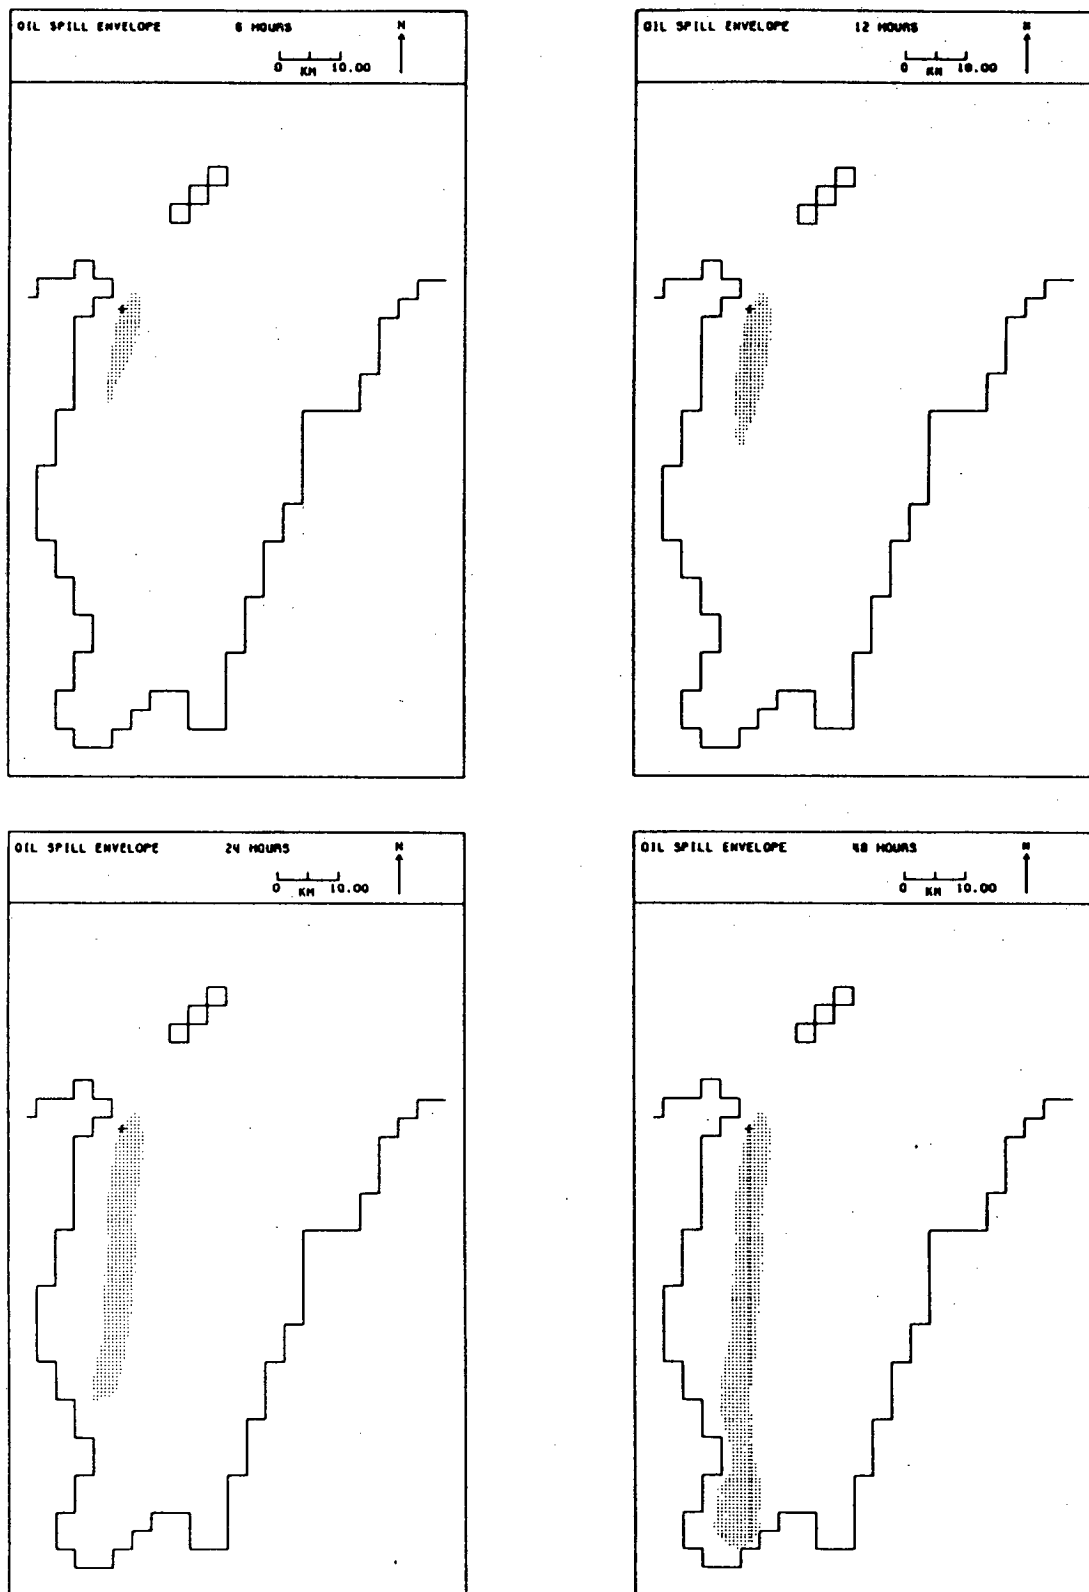 OIL SPILL ENVELOPE 6 HOURS N
0 KM 10.00
OIL SPILL ENVELOPE 12 HOURS N
0 KM 10.00
OIL SPILL ENVELOPE 24 HOURS N
0 KM 10.00
OIL SPILL ENVELOPE 48 HOURS N
0 KM 10.00